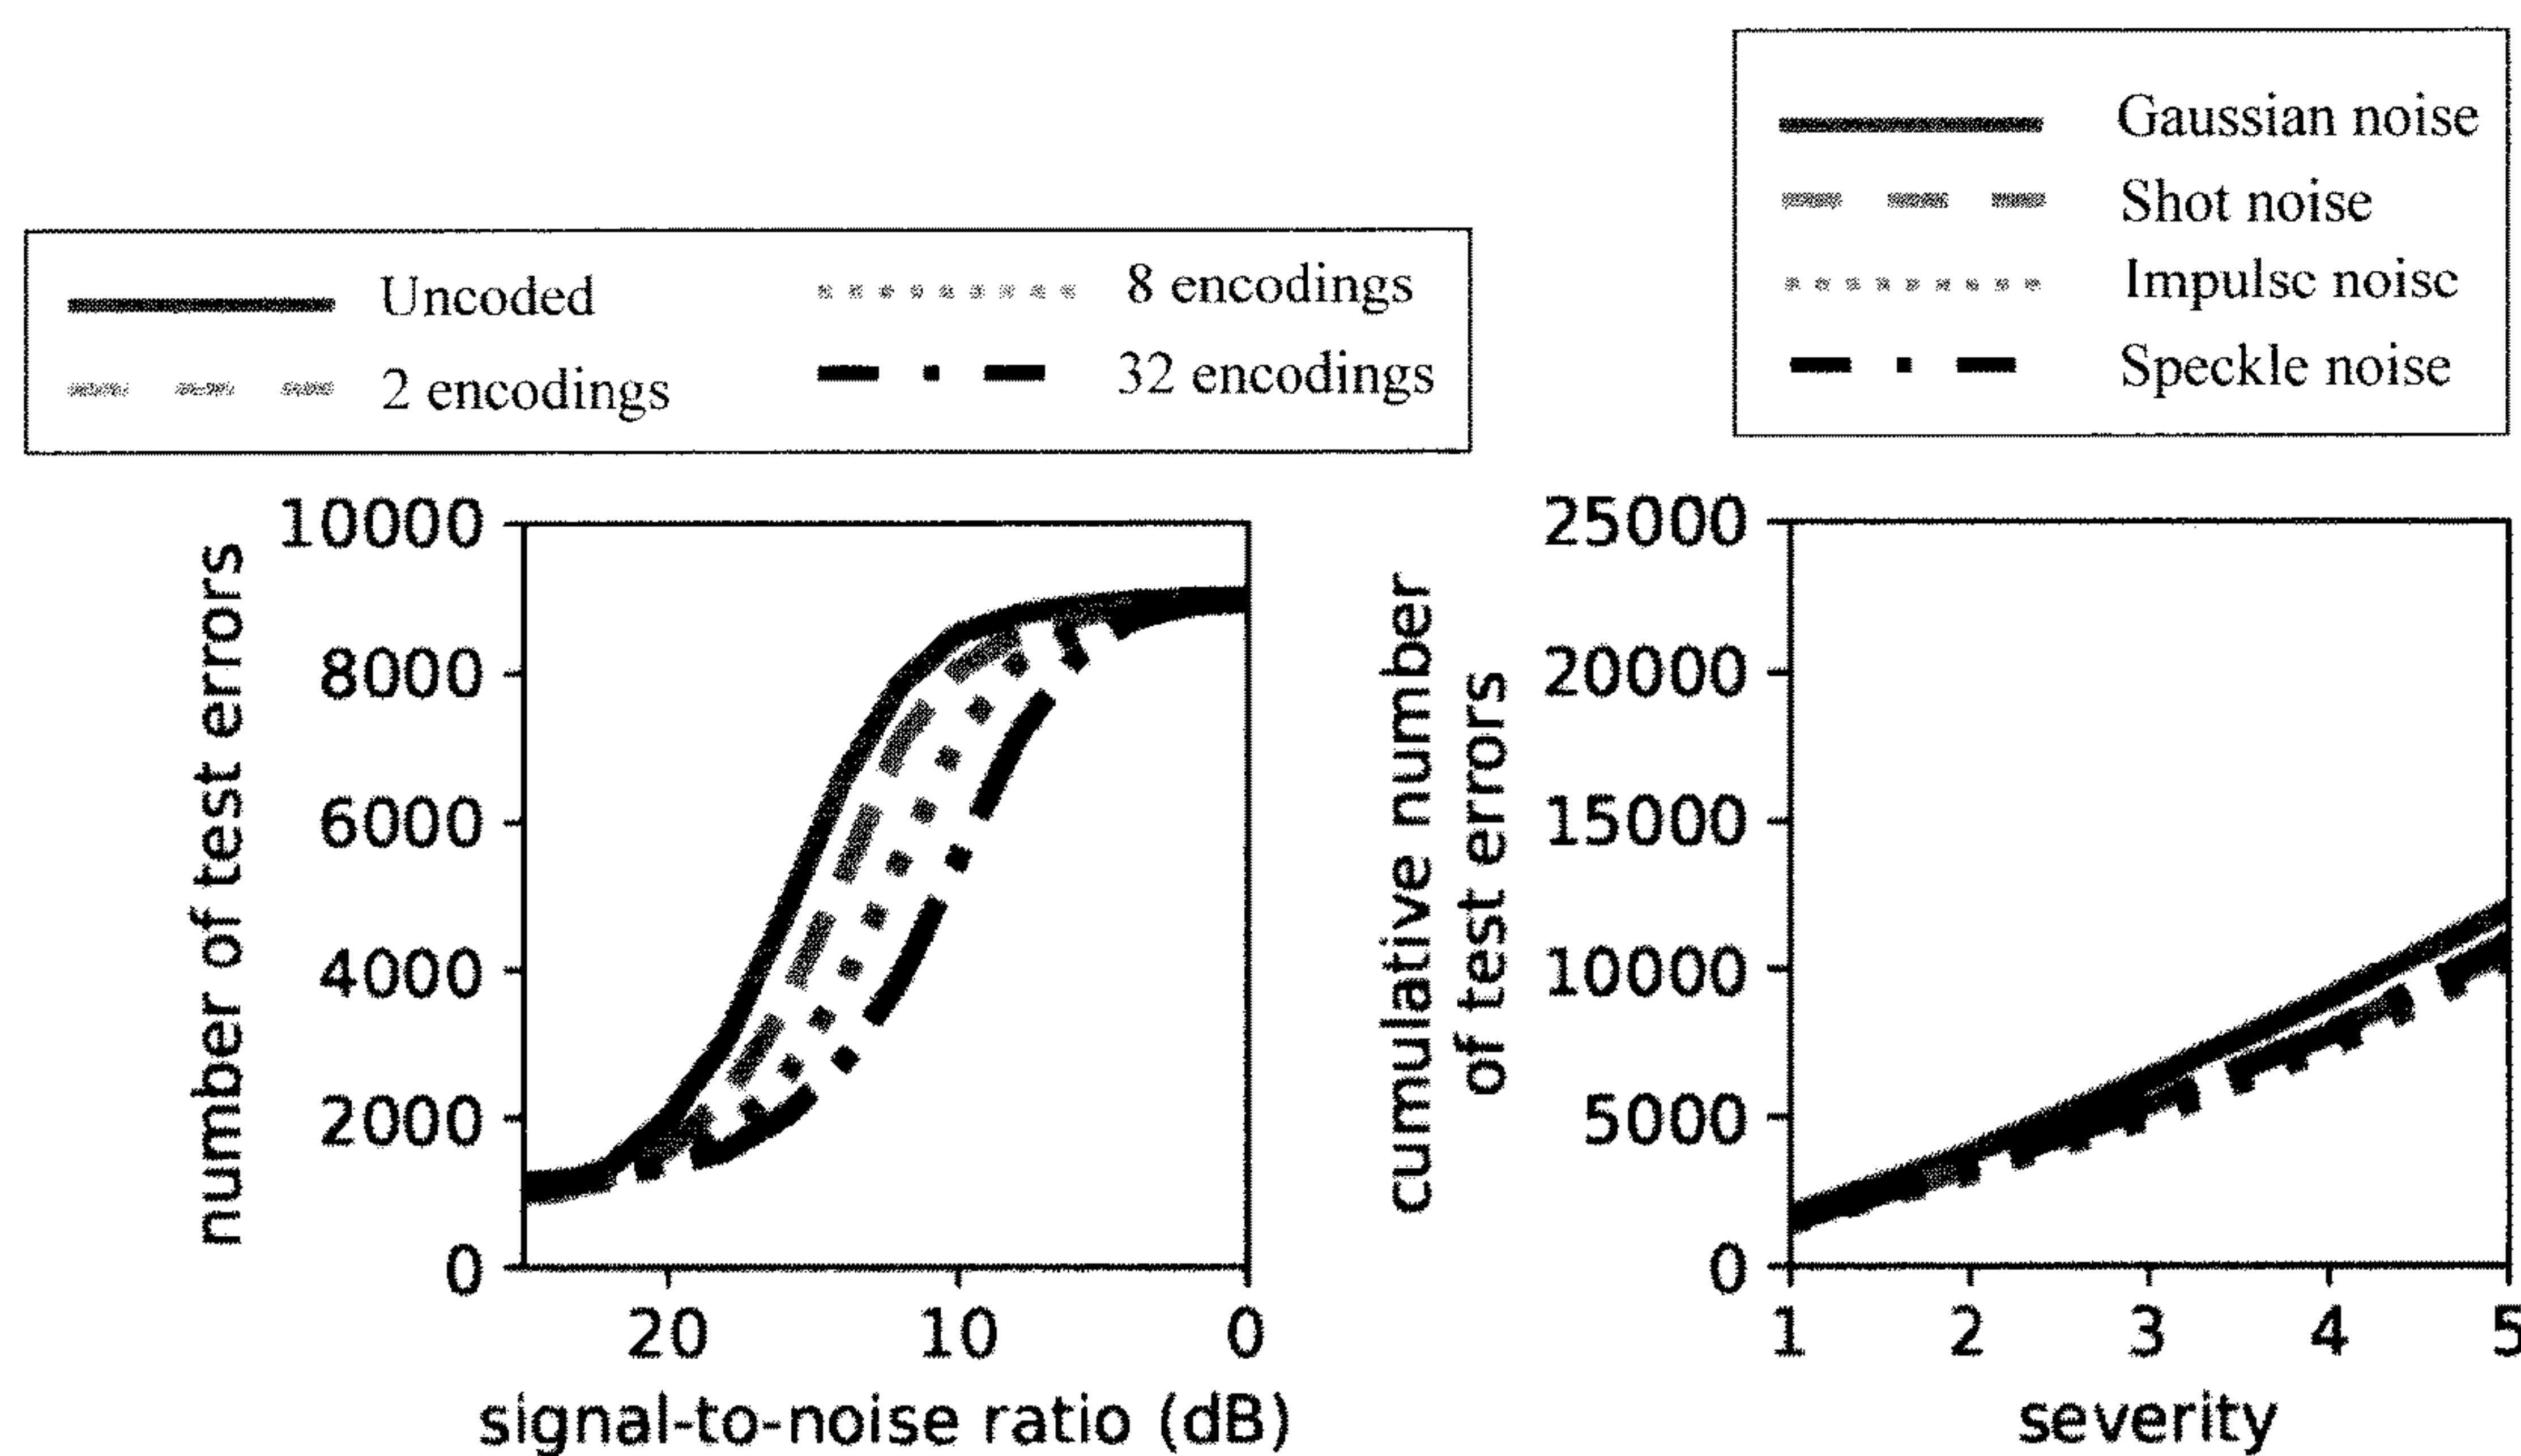 Uncoded
2 encodings
8 encodings
32 encodings
number of test errors
10000
8000
6000
4000
2000
0
20 10 0
signal-to-noise ratio (dB)
Gaussian noise
Shot noise
Impulse noise
Speckle noise
cumulative number
of test errors
25000
20000
15000
10000
5000
0
1 2 3 4 5
severity